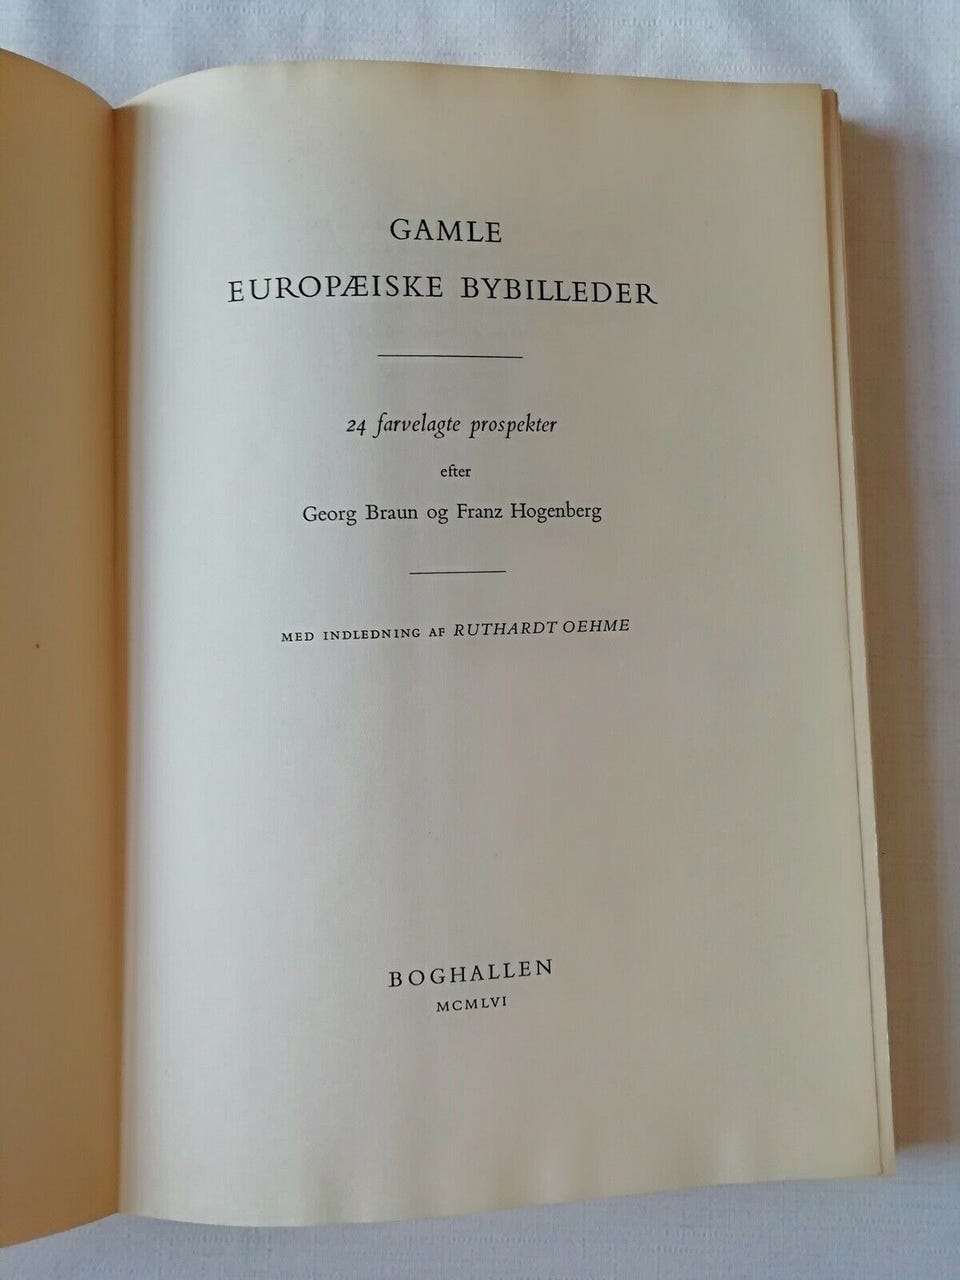 GAMLE
EUROPÆISKE BYBILLEDER
24 farvelagte prospekter
efter
Georg Braun og Franz Hogenberg
MED INDLEDNING AF RUTHARDT OEHME
BOGHALLEN
MCMLVI